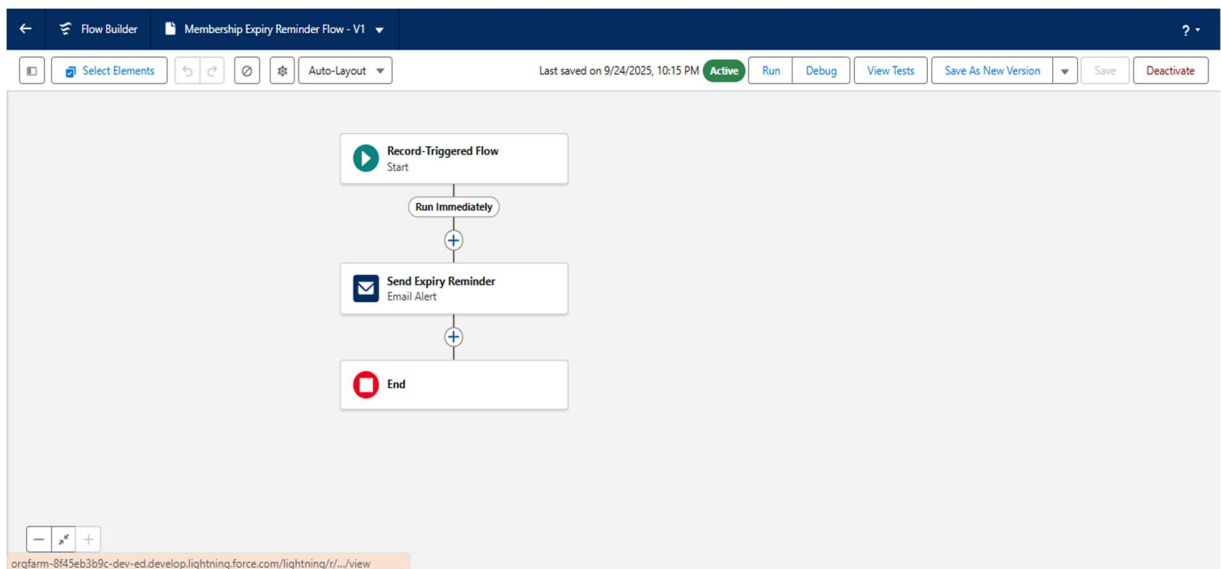 Flow Builder Membership Expiry Reminder Flow - V1 ?
Select Elements Auto-Layout Last saved on 9/24/2025, 10:15 PM Active Run Debug View Tests Save As New Version Save Deactivate
Record-Triggered Flow
Start
Run Immediately
Send Expiry Reminder
Email Alert
End
orgfarm-8f45eb3b9c-dev-ed.develop.lightning.force.com/lightning/r/.../view